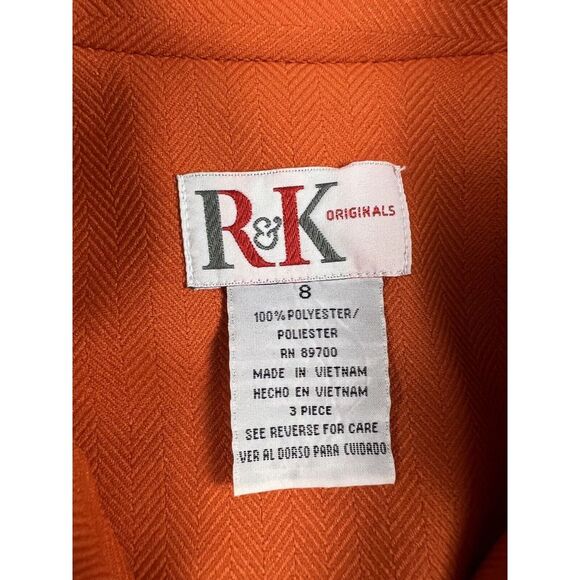 R&K ORIGINALS
8
100% POLYESTER/
POLIESTER
RN 89700
MADE IN VIETNAM
HECHO EN VIETNAM
3 PIECE
SEE REVERSE FOR CARE
VER AL DORSO PARA CUIDADO